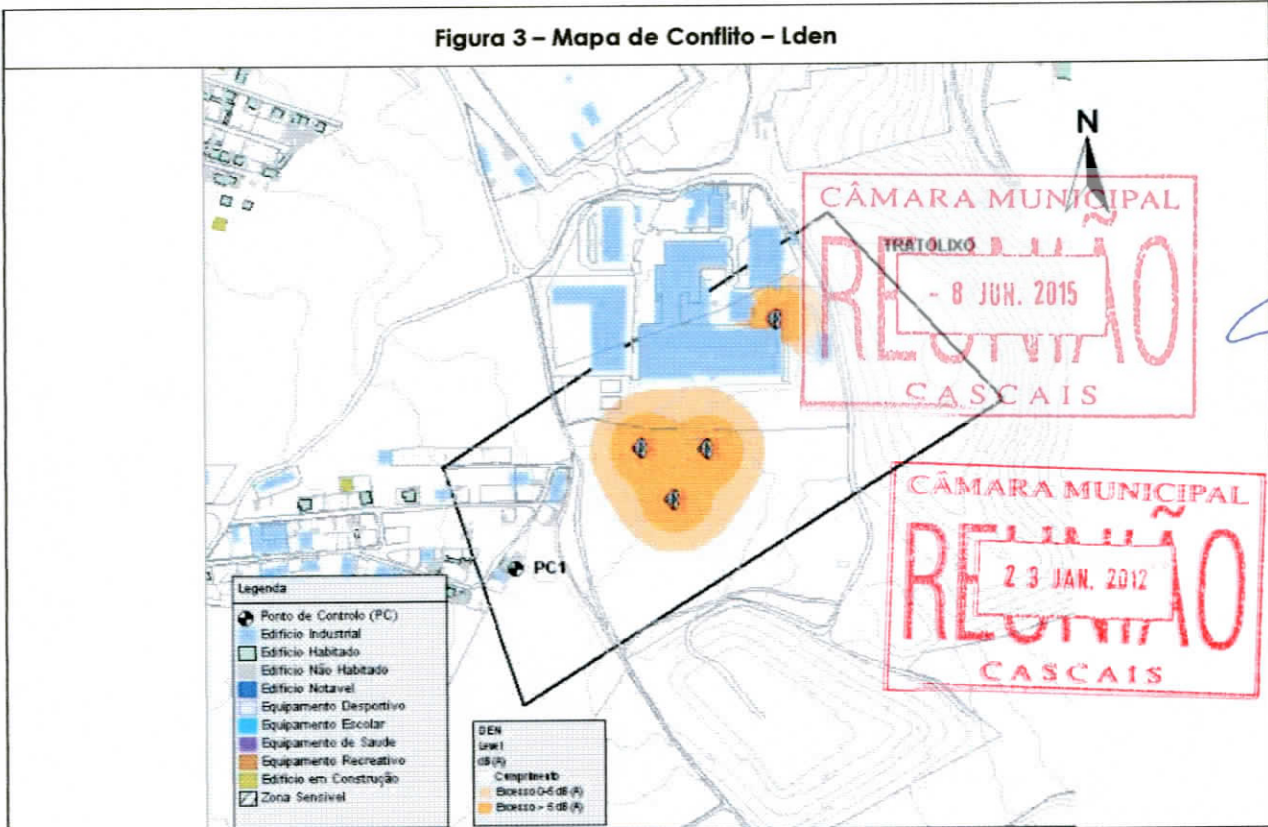 Figura 3 – Mapa de Conflito – Lden
N
CÂMARA MUNICIPAL
REUNIÃO
TRATOLIXO
- 8 JUN. 2015
CASCAIS
CÂMARA MUNICIPAL
REUNIÃO
2 3 JAN. 2012
CASCAIS
PC1
Legenda
Ponto de Controlo (PC)
Edifício Industrial
Edifício Habitado
Edifício Não Habitado
Edifício Notavel
Equipamento Desportivo
Equipamento Escolar
Equipamento de Saude
Equipamento Recreativo
Edifício em Construção
Zona Sensivel
DEN
Level
dB(A)
Cumprimento
Excesso 0-5 dB(A)
Excesso > 5 dB(A)